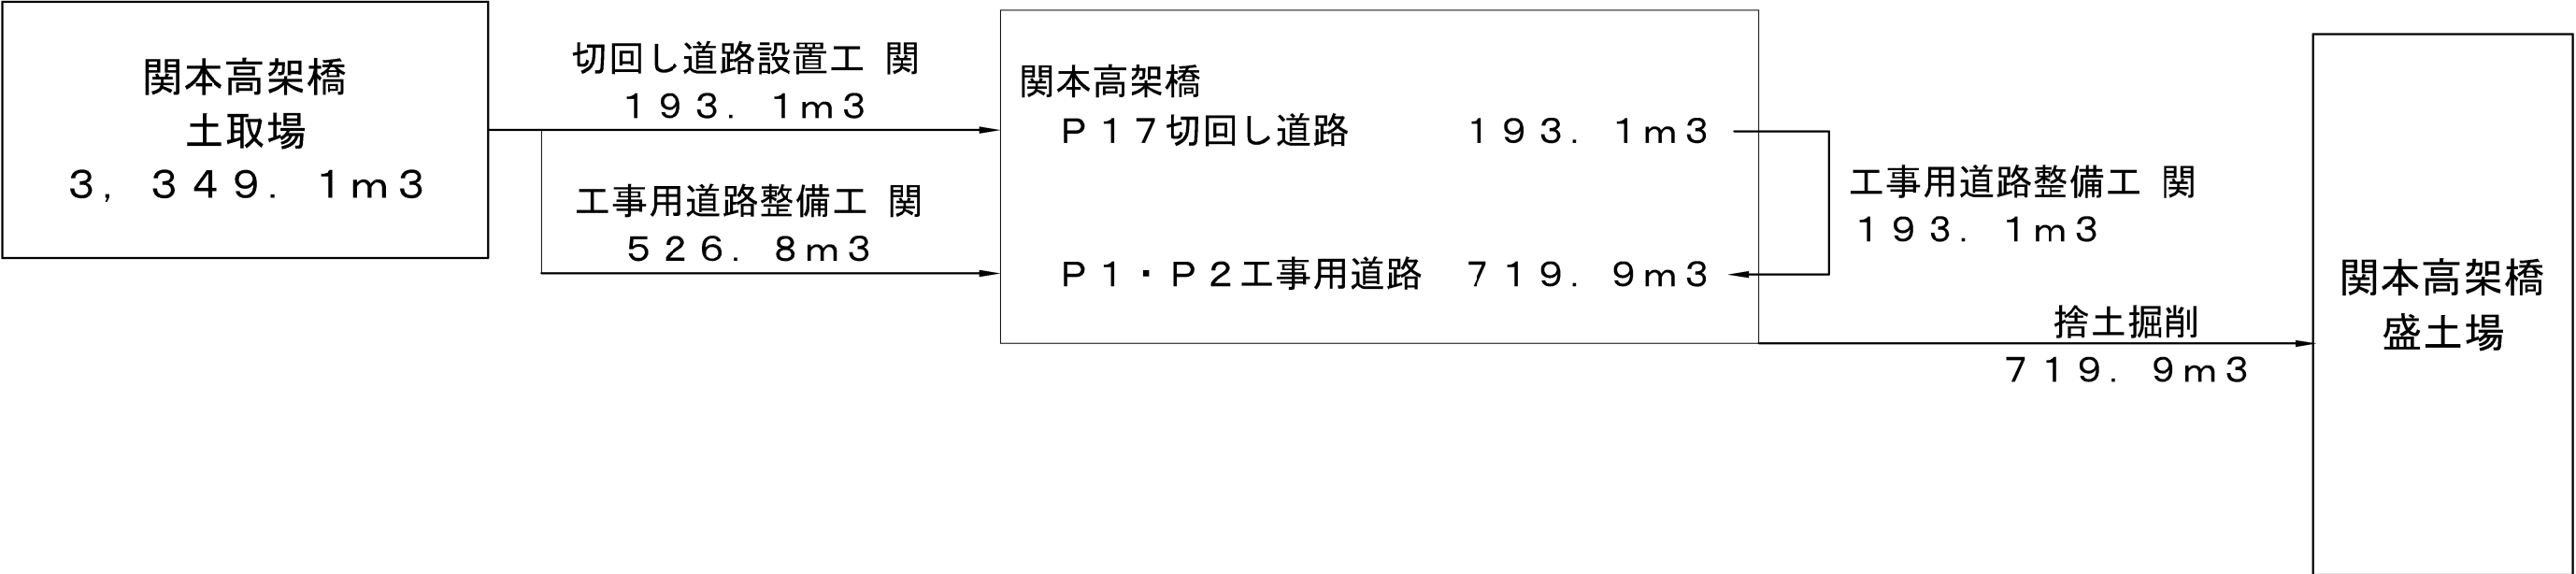 関本高架橋
土取場
３，３４９．１ｍ３
切回し道路設置工 関
１９３．１ｍ３
工事用道路整備工 関
５２６．８ｍ３
関本高架橋
Ｐ１７切回し道路 １９３．１ｍ３
Ｐ１・Ｐ２工事用道路 ７１９．９ｍ３
工事用道路整備工 関
１９３．１ｍ３
捨土掘削
７１９．９ｍ３
関本高架橋
盛土場